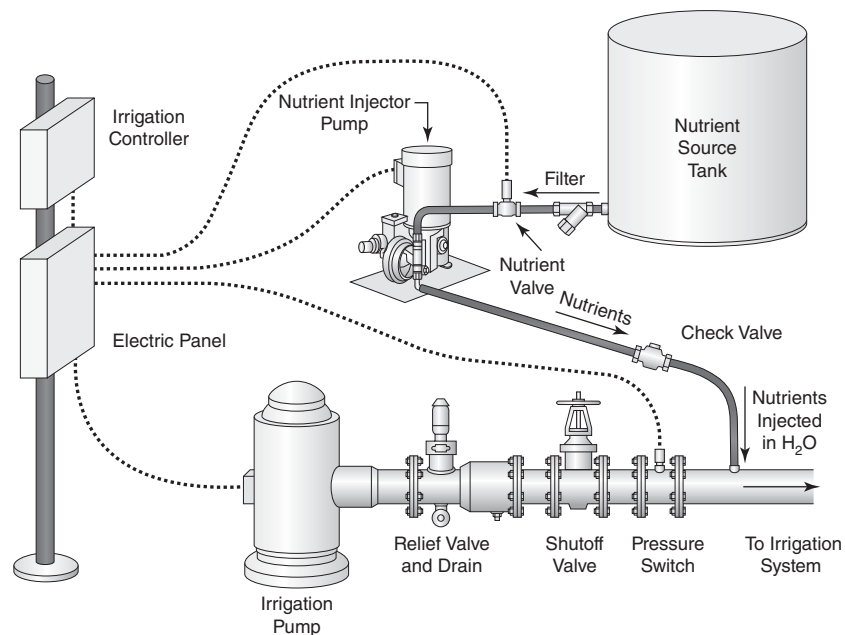 Nutrient Injector
Pump
Irrigation
Controller
Nutrient
Source
Tank
Filter
Nutrient
Valve
Nutrients
Check Valve
Electric Panel
Nutrients
Injected
in H₂O
Relief Valve
and Drain
Shutoff
Valve
Pressure
Switch
To Irrigation
System
Irrigation
Pump